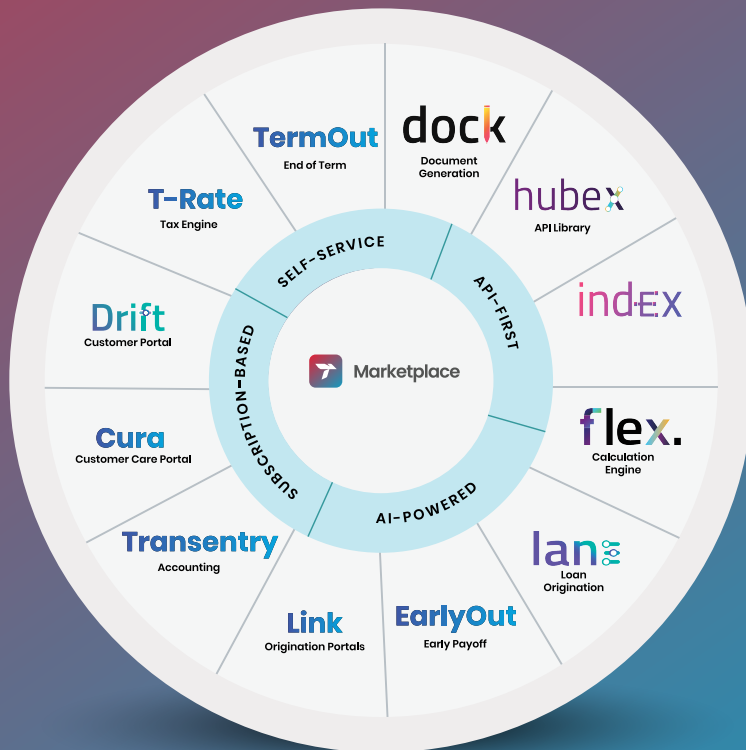 TermOut
End of Term
dock
Document
Generation
hubex
API Library
indEx
flex.
Calculation
Engine
lane
Loan
Origination
EarlyOut
Early Payoff
Link
Origination Portals
Transentry
Accounting
Cura
Customer Care Portal
Drift
Customer Portal
T-Rate
Tax Engine
SELF-SERVICE
API-FIRST
AI-POWERED
SUBSCRIPTION-BASED
Marketplace